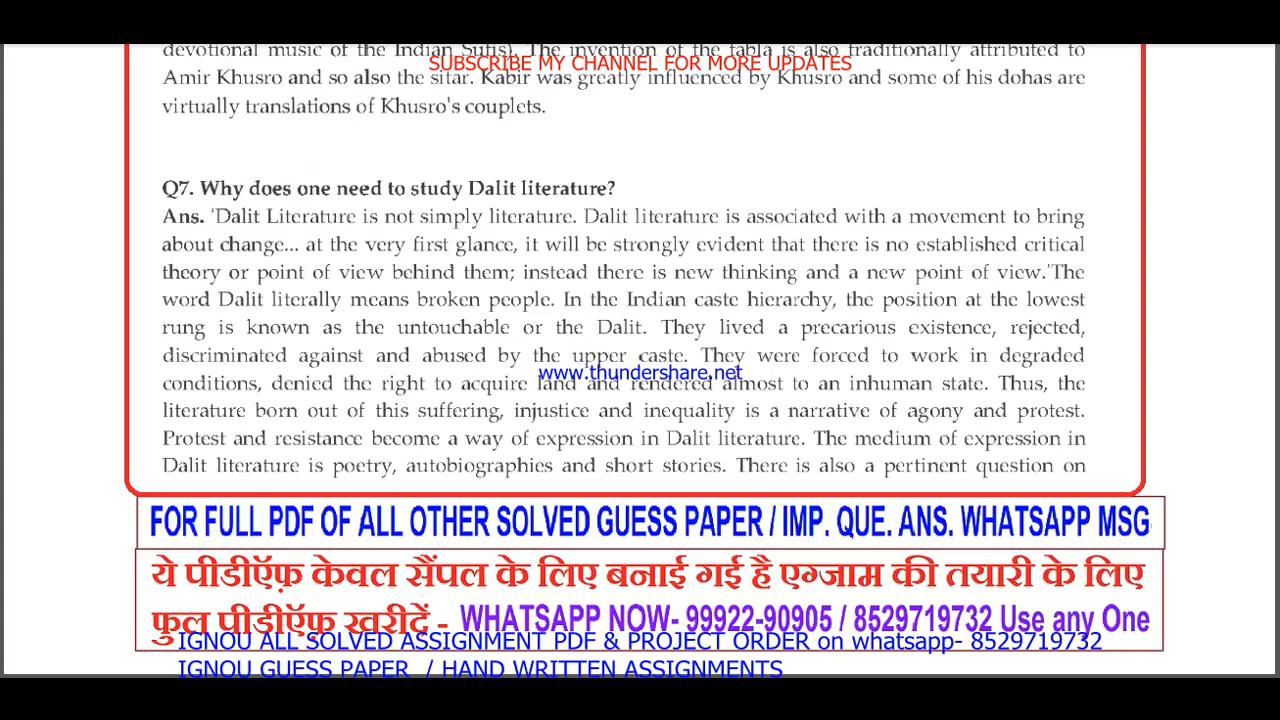 devotional music of the Indian Sufis). The invention of the tabla is also traditionally attributed to
SUBSCRIBE MY CHANNEL FOR MORE UPDATES
Amir Khusro and so also the sitar. Kabir was greatly influenced by Khusro and some of his dohas are
virtually translations of Khusro's couplets.
Q7. Why does one need to study Dalit literature?
Ans. 'Dalit Literature is not simply literature. Dalit literature is associated with a movement to bring
about change... at the very first glance, it will be strongly evident that there is no established critical
theory or point of view behind them; instead there is new thinking and a new point of view.'The
word Dalit literally means broken people. In the Indian caste hierarchy, the position at the lowest
rung is known as the untouchable or the Dalit. They lived a precarious existence, rejected,
discriminated against and abused by the upper caste. They were forced to work in degraded
www.thundershare.net
conditions, denied the right to acquire land and rendered almost to an inhuman state. Thus, the
literature born out of this suffering, injustice and inequality is a narrative of agony and protest.
Protest and resistance become a way of expression in Dalit literature. The medium of expression in
Dalit literature is poetry, autobiographies and short stories. There is also a pertinent question on
FOR FULL PDF OF ALL OTHER SOLVED GUESS PAPER / IMP. QUE. ANS. WHATSAPP MSG
ये पीडीऍफ़ केवल सैंपल के लिए बनाई गई है एग्जाम की तयारी के लिए
फुल पीडीऍफ़ खरीदें - WHATSAPP NOW- 99922-90905 / 8529719732 Use any One
IGNOU ALL SOLVED ASSIGNMENT PDF & PROJECT ORDER on whatsapp- 8529719732
IGNOU GUESS PAPER / HAND WRITTEN ASSIGNMENTS